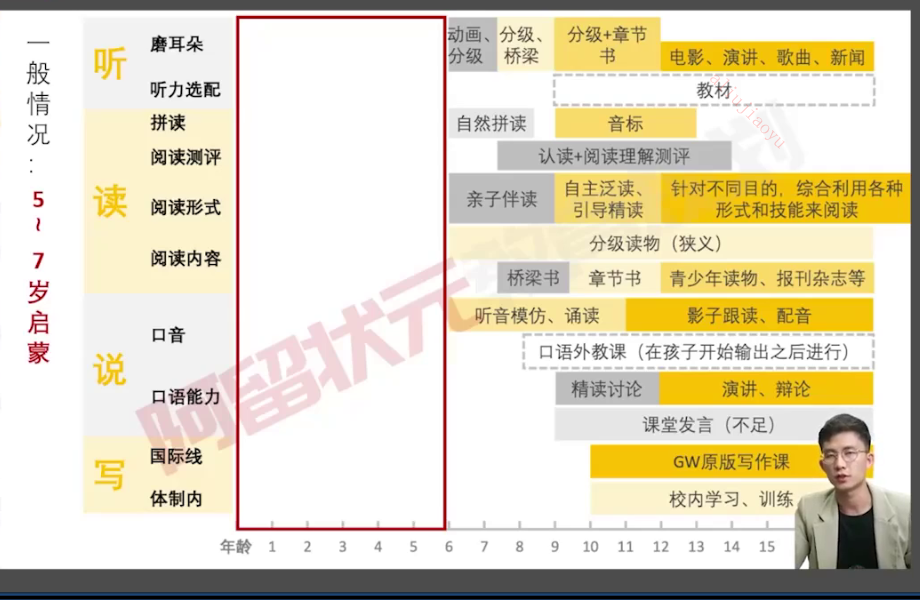 一般情况：5~7岁启蒙
听
磨耳朵
动画、
分级
分级、
桥梁
分级+章节
书
电影、演讲、歌曲、新闻
听力选配
教材
读
拼读
自然拼读
音标
阅读测评
认读+阅读理解测评
阅读形式
亲子伴读
自主泛读、
引导精读
针对不同目的，综合利用各种
形式和技能来阅读
阅读内容
分级读物（狭义）
桥梁书
章节书
青少年读物、报刊杂志等
说
口音
听音模仿、诵读
影子跟读、配音
口语外教课（在孩子开始输出之后进行）
口语能力
精读讨论
演讲、辩论
课堂发言（不足）
写
国际线
GW原版写作课
体制内
校内学习、训练
年龄 1 2 3 4 5 6 7 8 9 10 11 12 13 14 15
阿留状元